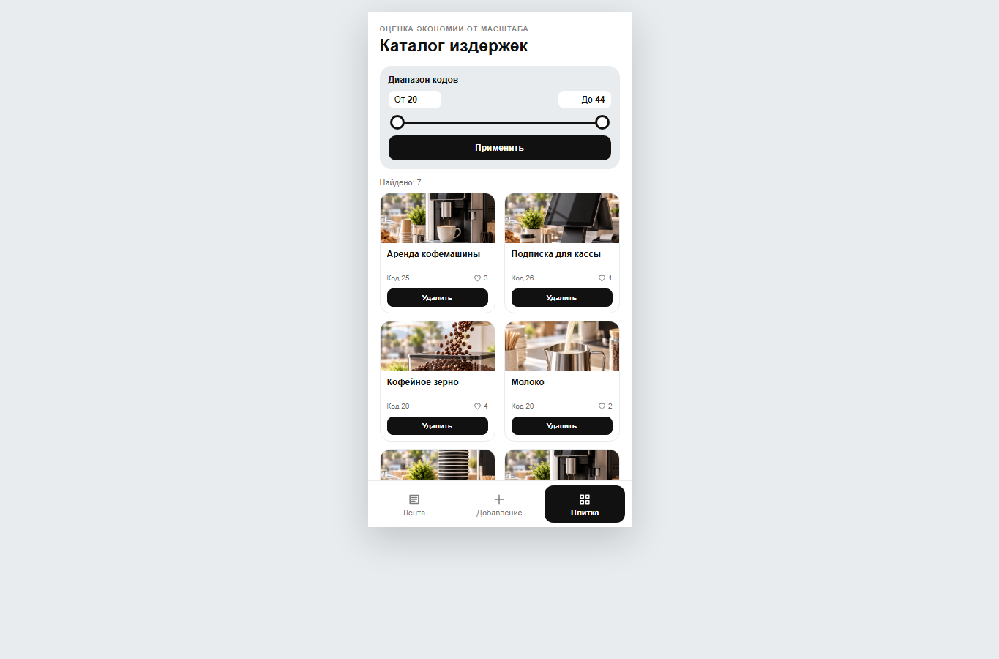 ОЦЕНКА ЭКОНОМИИ ОТ МАСШТАБА
Каталог издержек
Диапазон кодов
От 20
До 44
Применить
Найдено: 7
Аренда кофемашины
Код 25
3
Удалить
Подписка для кассы
Код 26
1
Удалить
Кофейное зерно
Код 20
4
Удалить
Молоко
Код 20
2
Удалить
Лента
Добавление
Плитка